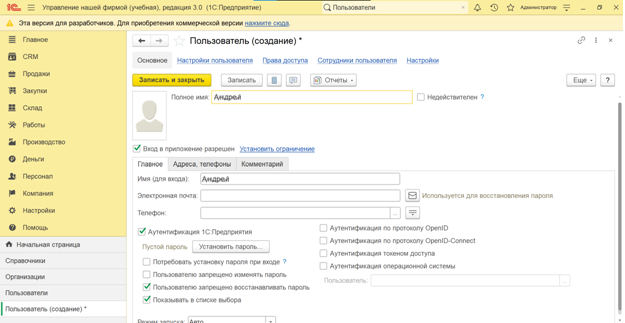 1С Управление нашей фирмой (учебная), редакция 3.0 (1С:Предприятие) Пользователи × Администратор
Эта версия для разработчиков. Для приобретения коммерческой версии нажмите сюда. ×
Главное
CRM
Продажи
Закупки
Склад
Работы
Производство
Деньги
Персонал
Компания
Настройки
Помощь
Начальная страница
Справочники
Организации
Пользователи
Пользователь (создание) *
Пользователь (создание) *
Основное Настройки пользователя Права доступа Сотрудники пользователя Настройки
Записать и закрыть Записать Отчеты Еще ?
Полное имя: Андрей Недействителен ?
Вход в приложение разрешен Установить ограничение
Главное Адреса, телефоны Комментарий
Имя (для входа): Андрей
Электронная почта: Используется для восстановления пароля.
Телефон: ...
Аутентификация 1С:Предприятия
Пустой пароль Установить пароль...
Потребовать установку пароля при входе ?
Пользователю запрещено изменять пароль
Пользователю запрещено восстанавливать пароль
Показывать в списке выбора
Аутентификация по протоколу OpenID
Аутентификация по протоколу OpenID-Connect
Аутентификация токеном доступа
Аутентификация операционной системы
Пользователь: ...
Режим запуска: Авто